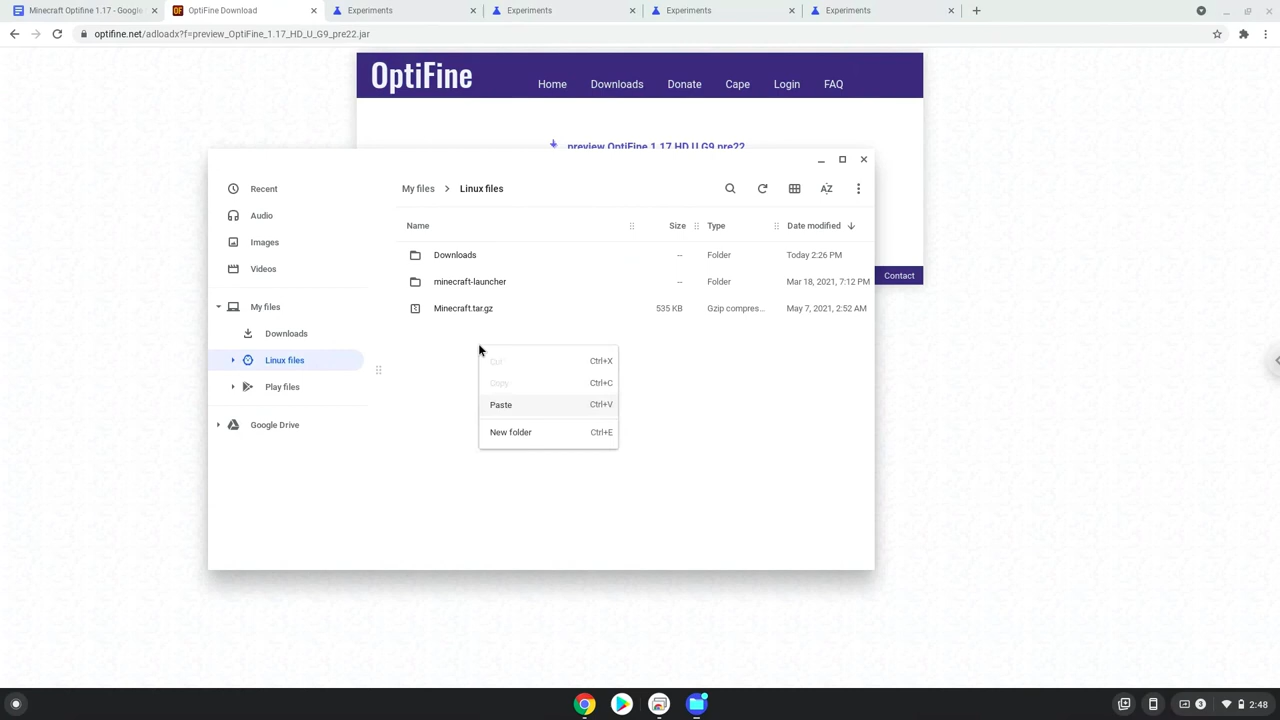 Minecraft Optifine 1.17 - Google
OptiFine Download
Experiments
Experiments
Experiments
Experiments
optifine.net/adloadx?f=preview_OptiFine_1.17_HD_U_G9_pre22.jar
OptiFine
Home
Downloads
Donate
Cape
Login
FAQ
preview OptiFine 1.17 HD U G9 pre22
Contact
Recent
Audio
Images
Videos
My files
Downloads
Linux files
Play files
Google Drive
My files > Linux files
AZ
Name Size Type Date modified
Downloads -- Folder Today 2:26 PM
minecraft-launcher -- Folder Mar 18, 2021, 7:12 PM
Minecraft.tar.gz 535 KB Gzip compres... May 7, 2021, 2:52 AM
Cut Ctrl+X
Copy Ctrl+C
Paste Ctrl+V
New folder Ctrl+E
3 2:48